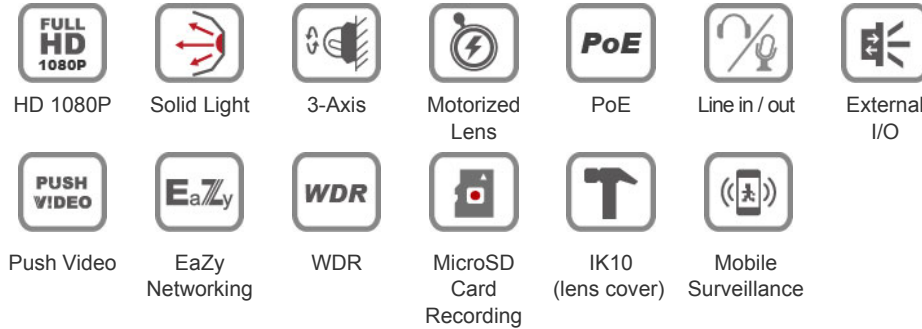 FULL
HD
1080P
PoE
HD 1080P Solid Light 3-Axis Motorized Lens PoE Line in / out External I/O
PUSH
VIDEO
EaZy
WDR
Push Video EaZy Networking WDR MicroSD Card Recording IK10 (lens cover) Mobile Surveillance